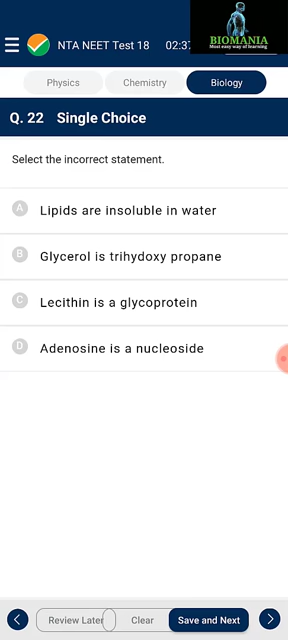 BIOMANIA
Most easy way of learning
NTA NEET Test 18 02:37
Physics Chemistry Biology
Q. 22 Single Choice
Select the incorrect statement.
A Lipids are insoluble in water
B Glycerol is trihydoxy propane
C Lecithin is a glycoprotein
D Adenosine is a nucleoside
Review Later Clear Save and Next